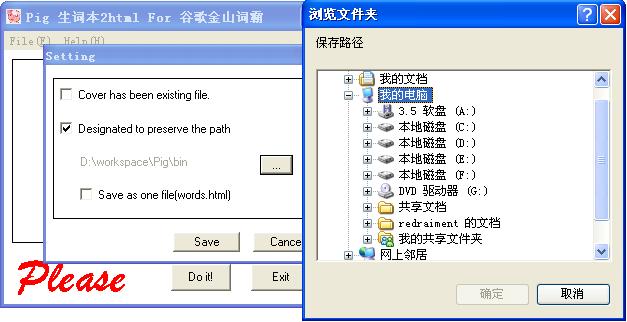 Pig 生词本2html For 谷歌金山词霸
File(F) Help(H)
Setting
Cover has been existing file.
Designated to preserve the path
D:\workspace\Pig\bin
...
Save as one file(words.html)
Save
Cance
Please
Do it!
Exit
浏览文件夹
保存路径
我的文档
我的电脑
3.5 软盘 (A:)
本地磁盘 (C:)
本地磁盘 (D:)
本地磁盘 (E:)
本地磁盘 (F:)
DVD 驱动器 (G:)
共享文档
redraiment 的文档
我的共享文件夹
网上邻居
确定
取消